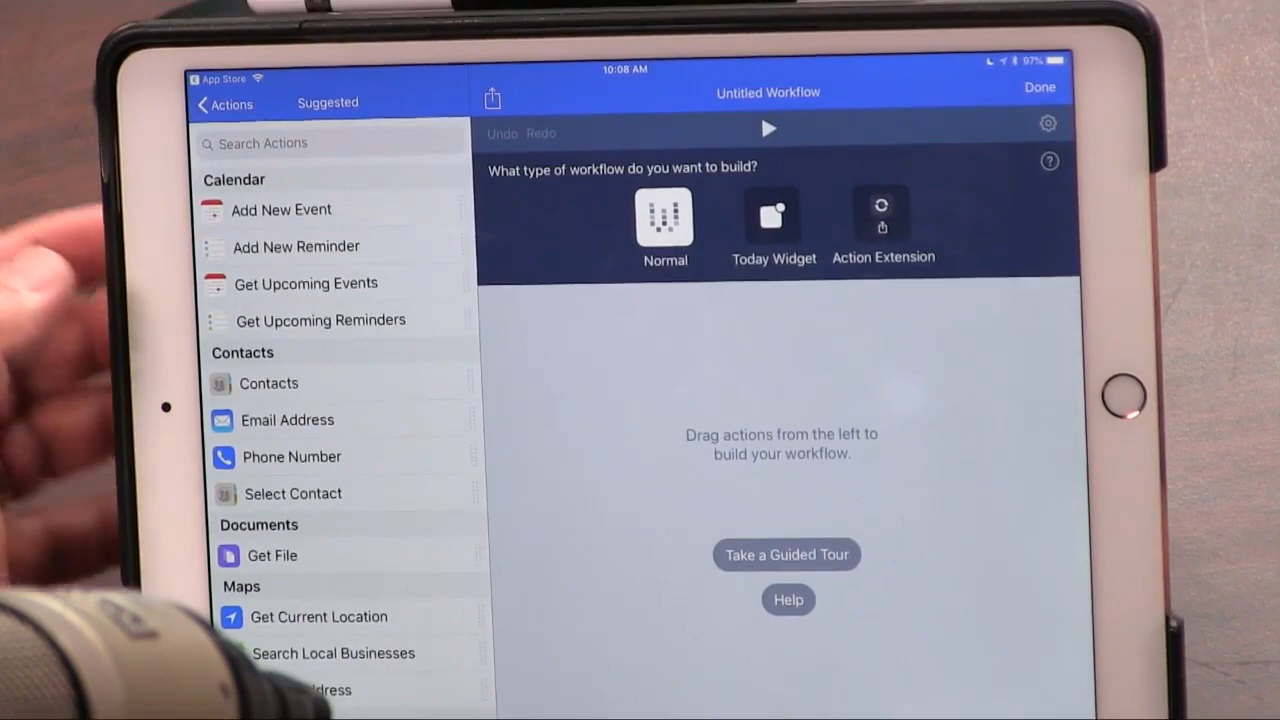 App Store
10:08 AM
97%
Actions
Suggested
Untitled Workflow
Done
Search Actions
Undo Redo
What type of workflow do you want to build?
?
Normal
Today Widget
Action Extension
Calendar
Add New Event
Add New Reminder
Get Upcoming Events
Get Upcoming Reminders
Contacts
Contacts
Email Address
Phone Number
Select Contact
Documents
Get File
Maps
Get Current Location
Search Local Businesses
Drag actions from the left to
build your workflow.
Take a Guided Tour
Help